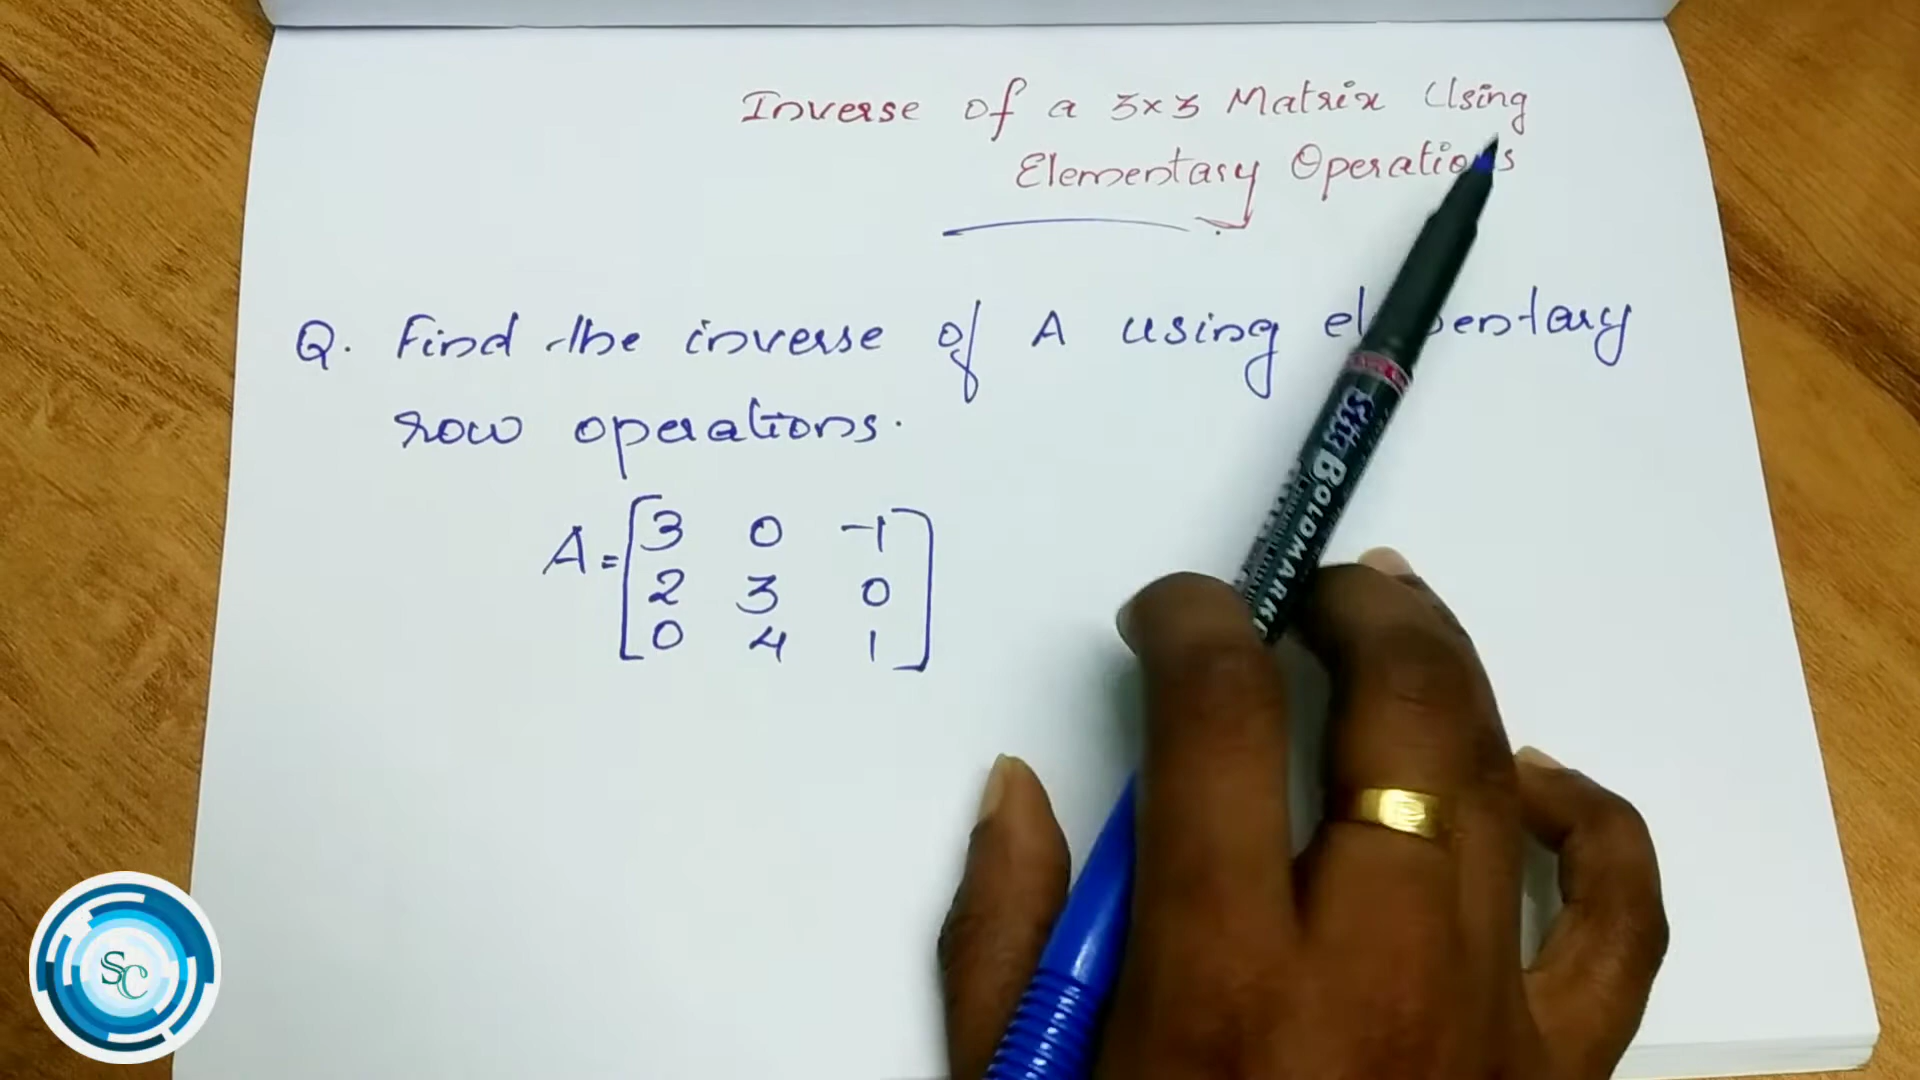 Inverse of a 3×3 Matrix Using
Elementary Operations
Q. Find the inverse of A using
row operations.
A = [3 0 -1
2 3 0
0 4 1]
BOLDMARK
SC